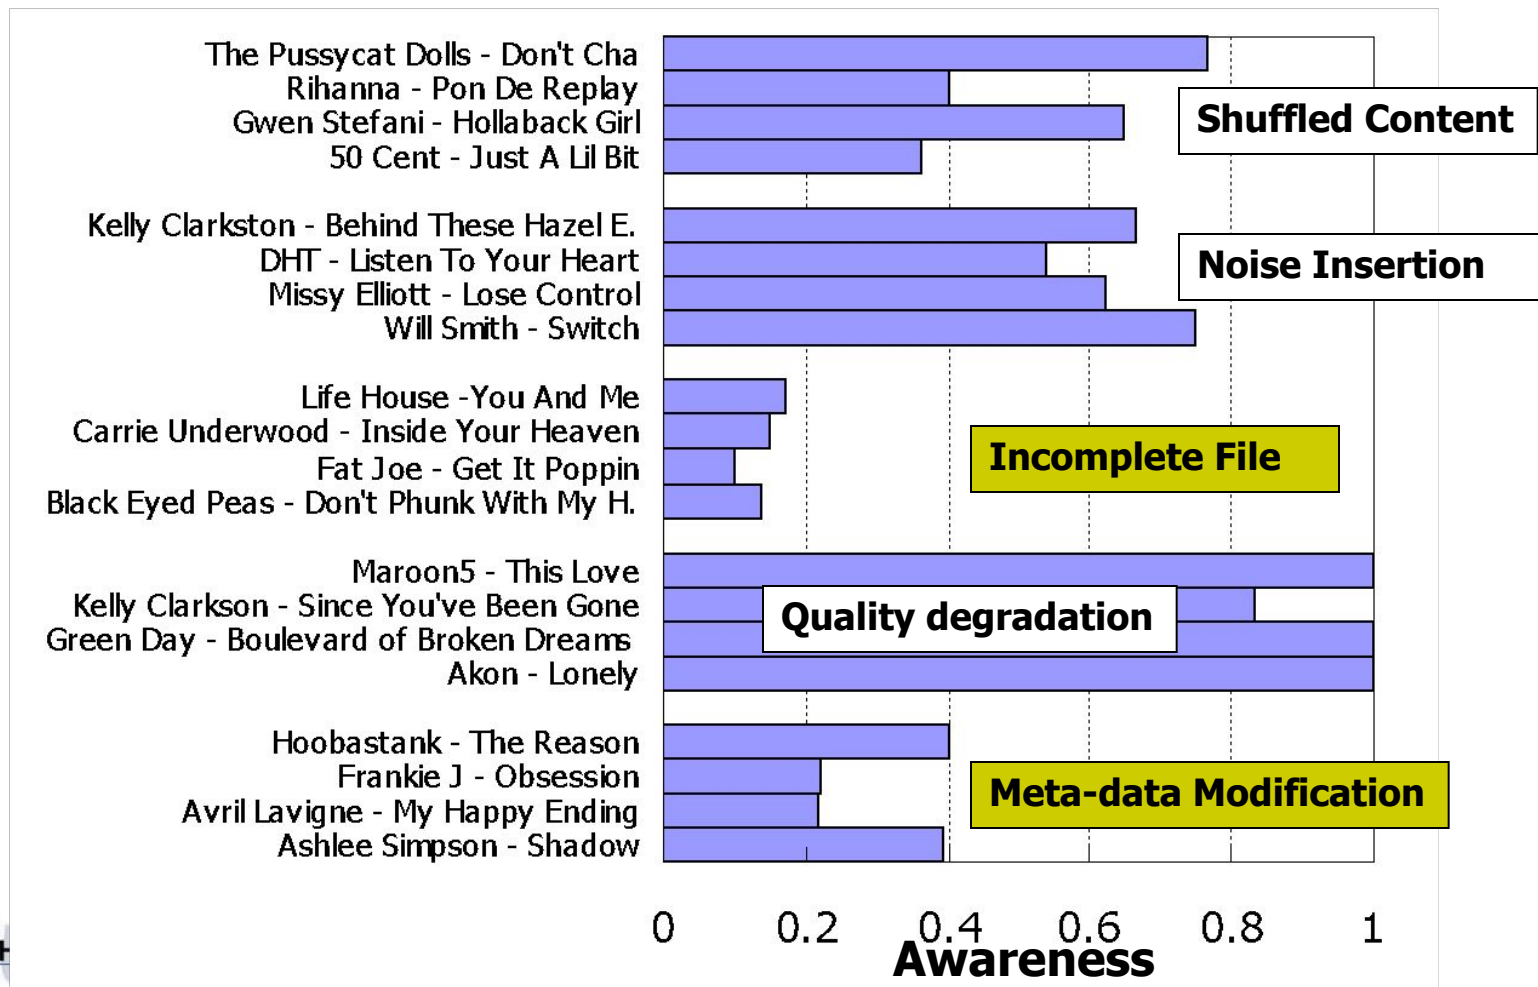 The Pussycat Dolls - Don't Cha
Rihanna - Pon De Replay
Gwen Stefani - Hollaback Girl
50 Cent - Just A Lil Bit
Shuffled Content
Kelly Clarkston - Behind These Hazel E.
DHT - Listen To Your Heart
Missy Elliott - Lose Control
Will Smith - Switch
Noise Insertion
Life House -You And Me
Carrie Underwood - Inside Your Heaven
Fat Joe - Get It Poppin
Black Eyed Peas - Don't Phunk With My H.
Incomplete File
Maroon5 - This Love
Kelly Clarkson - Since You've Been Gone
Green Day - Boulevard of Broken Dreams
Akon - Lonely
Quality degradation
Hoobastank - The Reason
Frankie J - Obsession
Avril Lavigne - My Happy Ending
Ashlee Simpson - Shadow
Meta-data Modification
0 0.2 0.4 0.6 0.8 1
Awareness